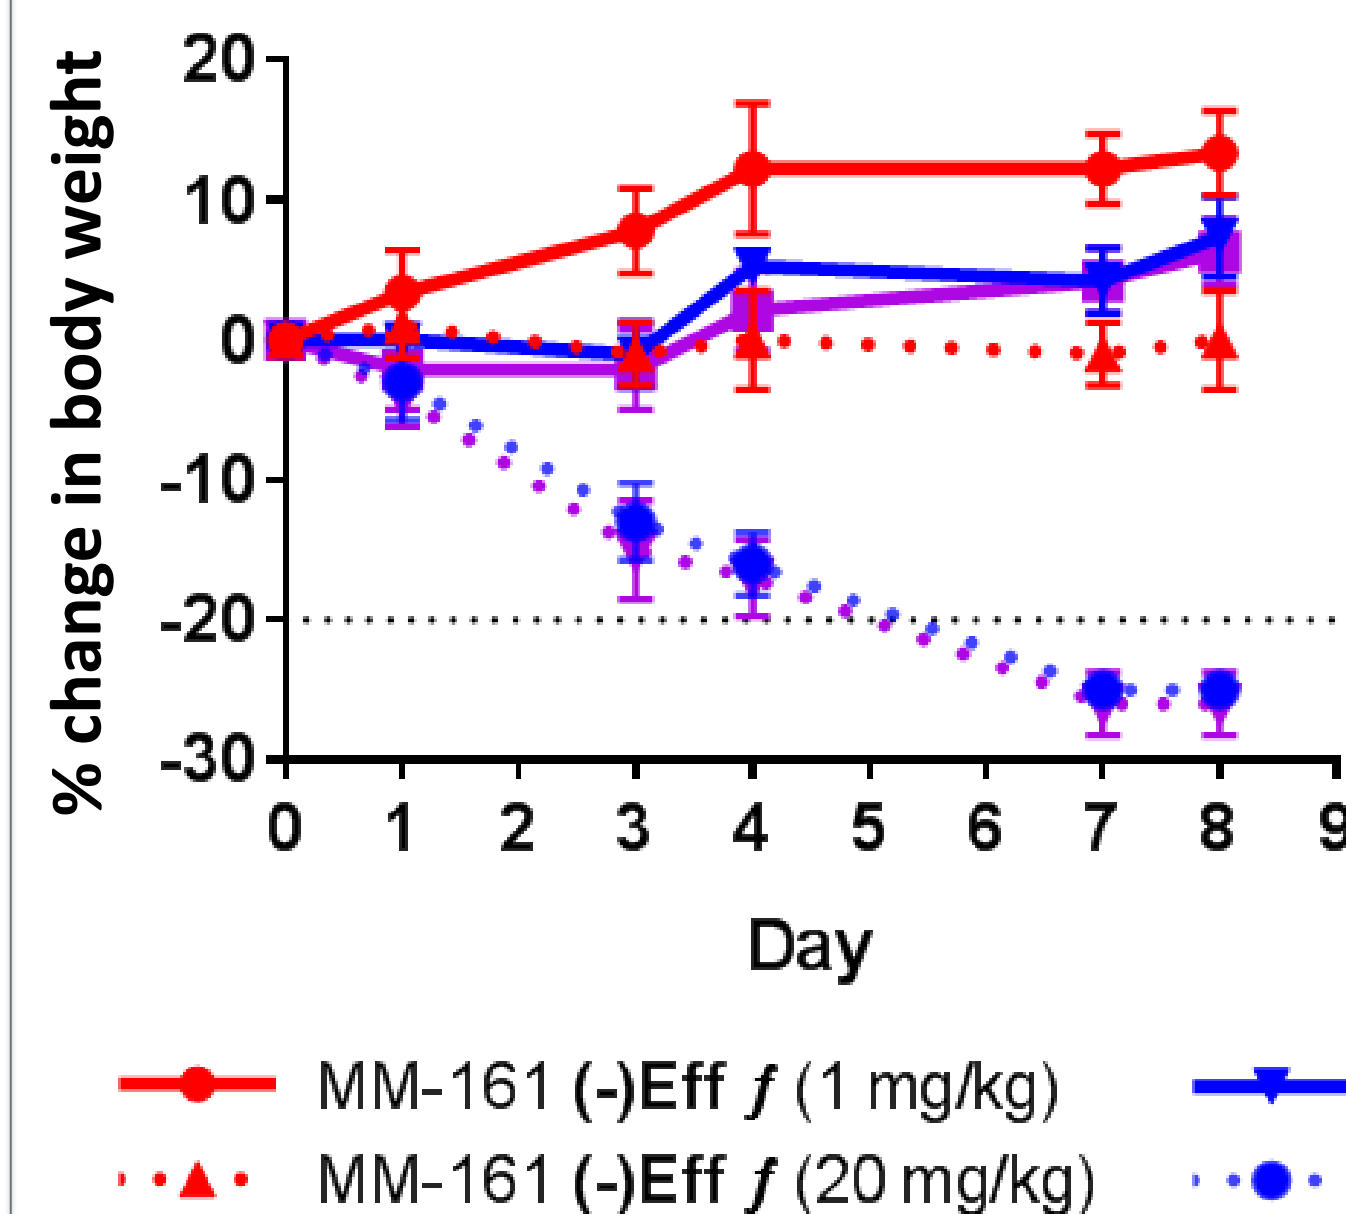 % change in body weight
20
10
0
-10
-20
-30
0 1 2 3 4 5 6 7 8 9
Day
MM-161 (-)Eff ƒ (1 mg/kg)
MM-161 (-)Eff ƒ (20 mg/kg)